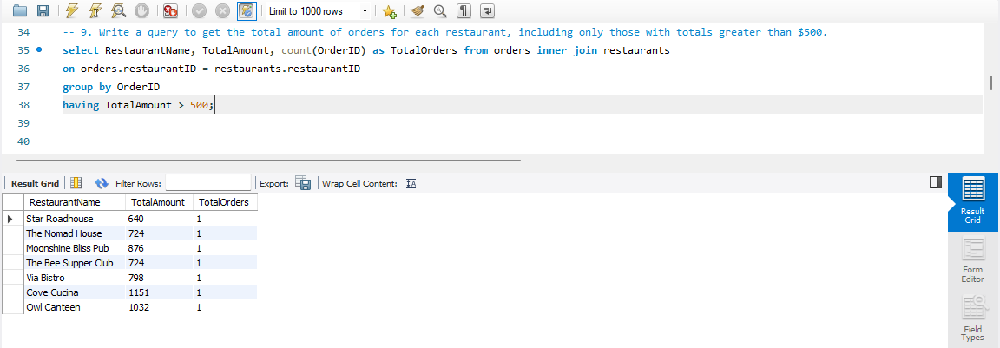 Limit to 1000 rows
34 -- 9. Write a query to get the total amount of orders for each restaurant, including only those with totals greater than $500.
35 select RestaurantName, TotalAmount, count(OrderID) as TotalOrders from orders inner join restaurants
36 on orders.restaurantID = restaurants.restaurantID
37 group by OrderID
38 having TotalAmount > 500;
39
40
Result Grid Filter Rows: Export: Wrap Cell Content: IA
RestaurantName TotalAmount TotalOrders
Star Roadhouse 640 1
The Nomad House 724 1
Moonshine Bliss Pub 876 1
The Bee Supper Club 724 1
Via Bistro 798 1
Cove Cucina 1151 1
Owl Canteen 1032 1
Result
Grid
Form
Editor
Field
Types